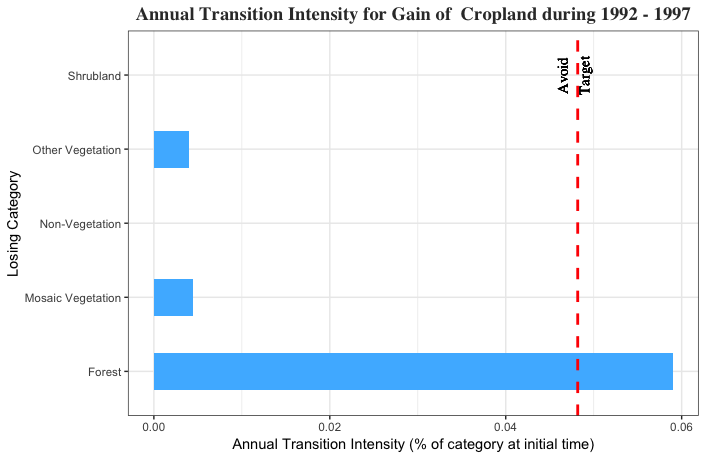 Annual Transition Intensity for Gain of  Cropland during 1992 - 1997
Losing Category
Shrubland
Other Vegetation
Non-Vegetation
Mosaic Vegetation
Forest
Avoid
Target
0.00
0.02
0.04
0.06
Annual Transition Intensity (% of category at initial time)